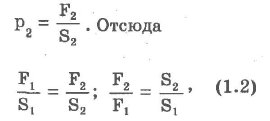 p₂ = F₂/S₂. Отсюда
F₁/S₁ = F₂/S₂; F₂/F₁ = S₂/S₁, (1.2)